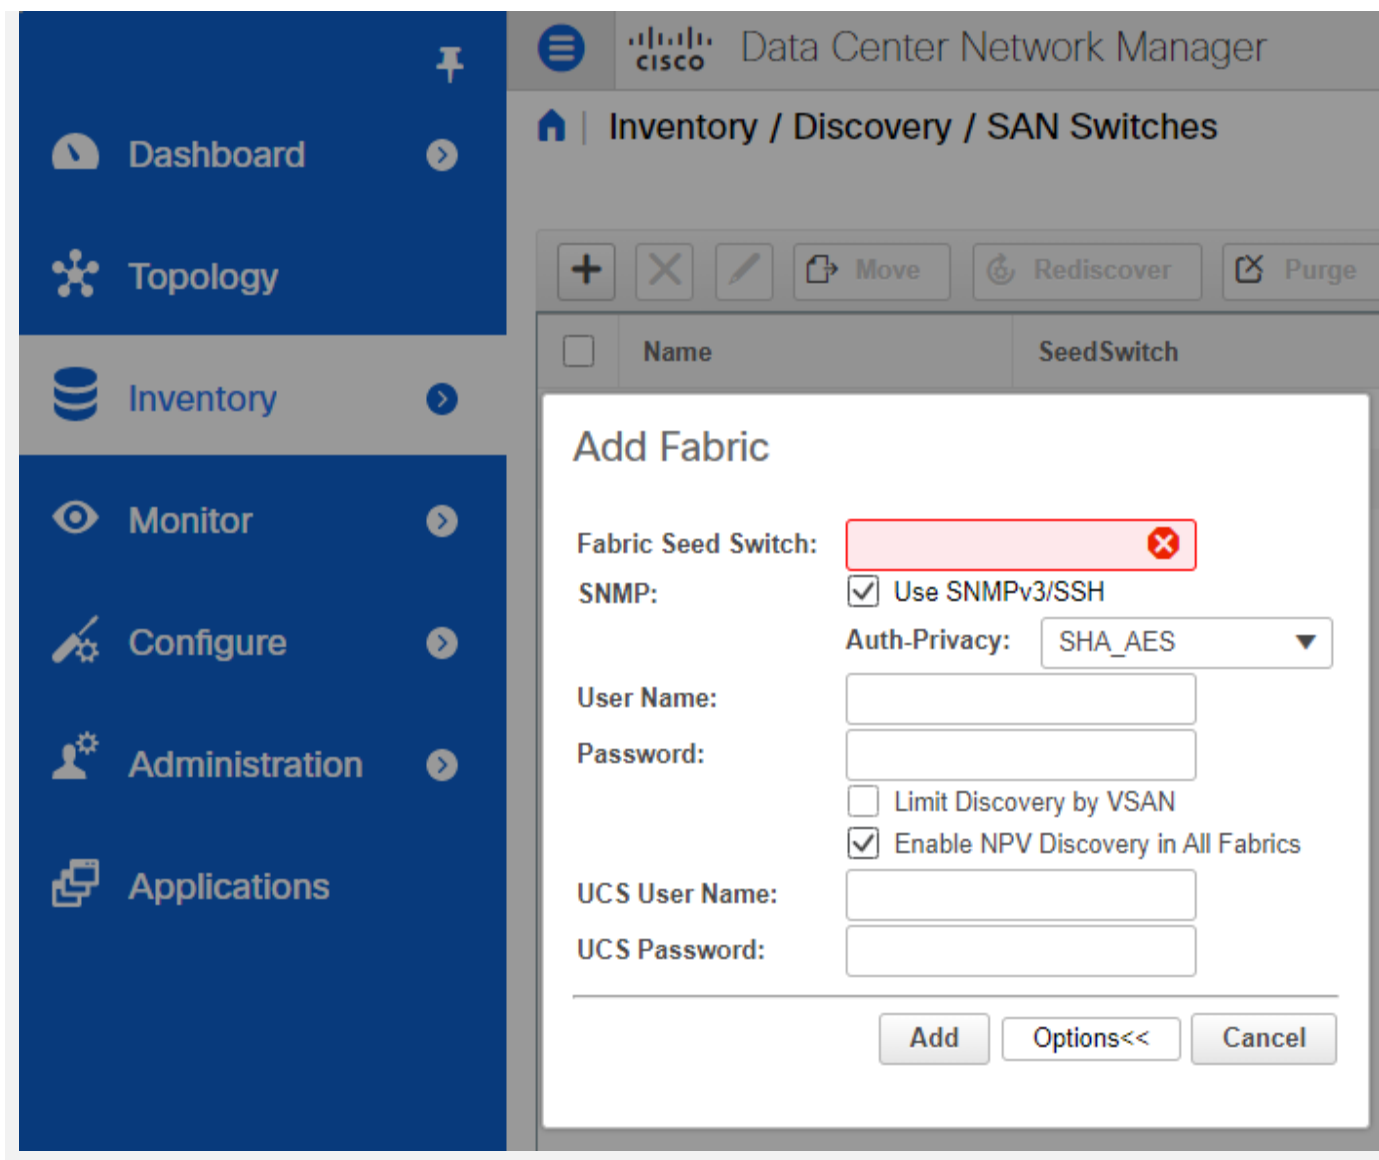 Dashboard
Topology
Inventory
Monitor
Configure
Administration
Applications
CISCO Data Center Network Manager
Inventory / Discovery / SAN Switches
Move Rediscover Purge
Name SeedSwitch
Add Fabric
Fabric Seed Switch:
SNMP: Use SNMPv3/SSH
Auth-Privacy: SHA_AES
User Name:
Password:
Limit Discovery by VSAN
Enable NPV Discovery in All Fabrics
UCS User Name:
UCS Password:
Add Options<< Cancel